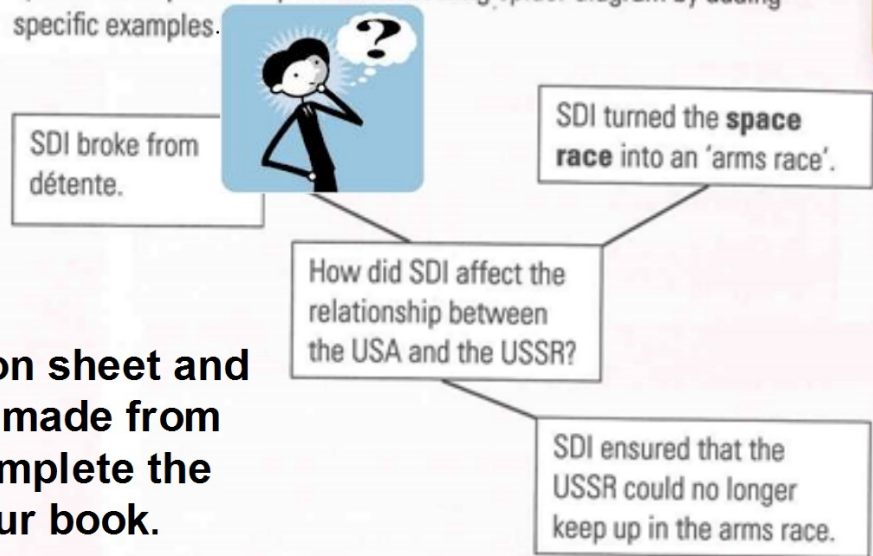 specific examples.
?
SDI broke from
détente.
SDI turned the space
race into an 'arms race'.
How did SDI affect the
relationship between
the USA and the USSR?
on sheet and
made from
mplete the
ur book.
SDI ensured that the
USSR could no longer
keep up in the arms race.